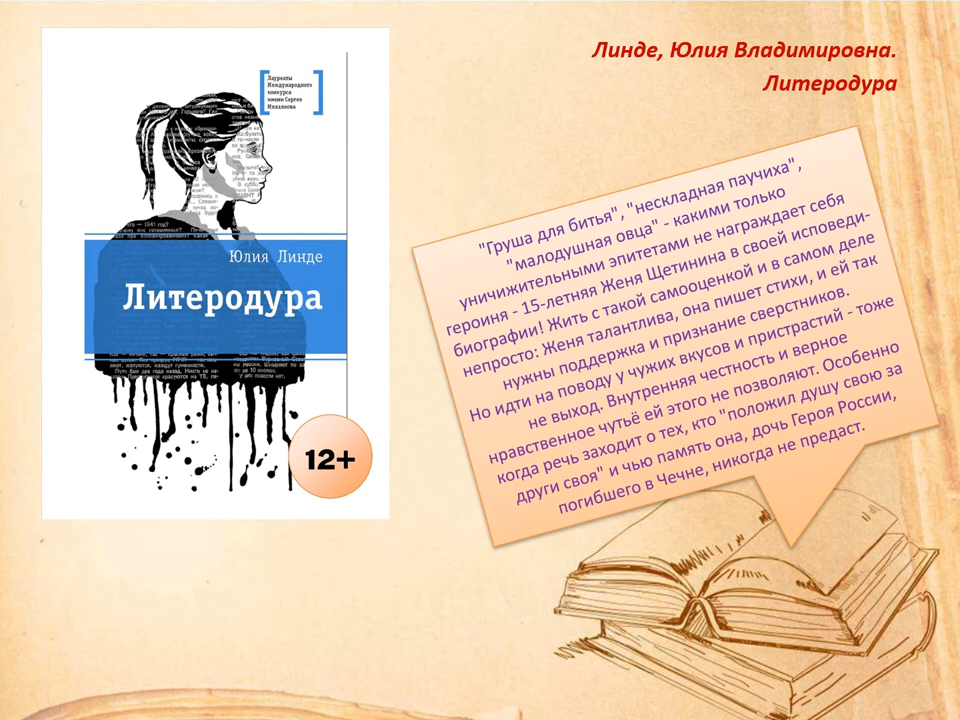 Линде, Юлия Владимировна.
Литеродура
Лауреаты
Международного
конкурса
имени Сергея
Михалкова
Юлия Линде
Литеродура
12+
"Груша для битья", "нескладная паучиха",
"малодушная овца" - какими только
уничижительными эпитетами не награждает себя
героиня - 15-летняя Женя Щетинина в своей исповеди-
биографии! Жить с такой самооценкой и в самом деле
непросто: Женя талантлива, она пишет стихи, и ей так
нужны поддержка и признание сверстников.
Но идти на поводу у чужих вкусов и пристрастий - тоже
не выход. Внутренняя честность и верное
нравственное чутьё ей этого не позволяют. Особенно
когда речь заходит о тех, кто "положил душу свою за
други своя" и чью память она, дочь Героя России,
погибшего в Чечне, никогда не предаст.